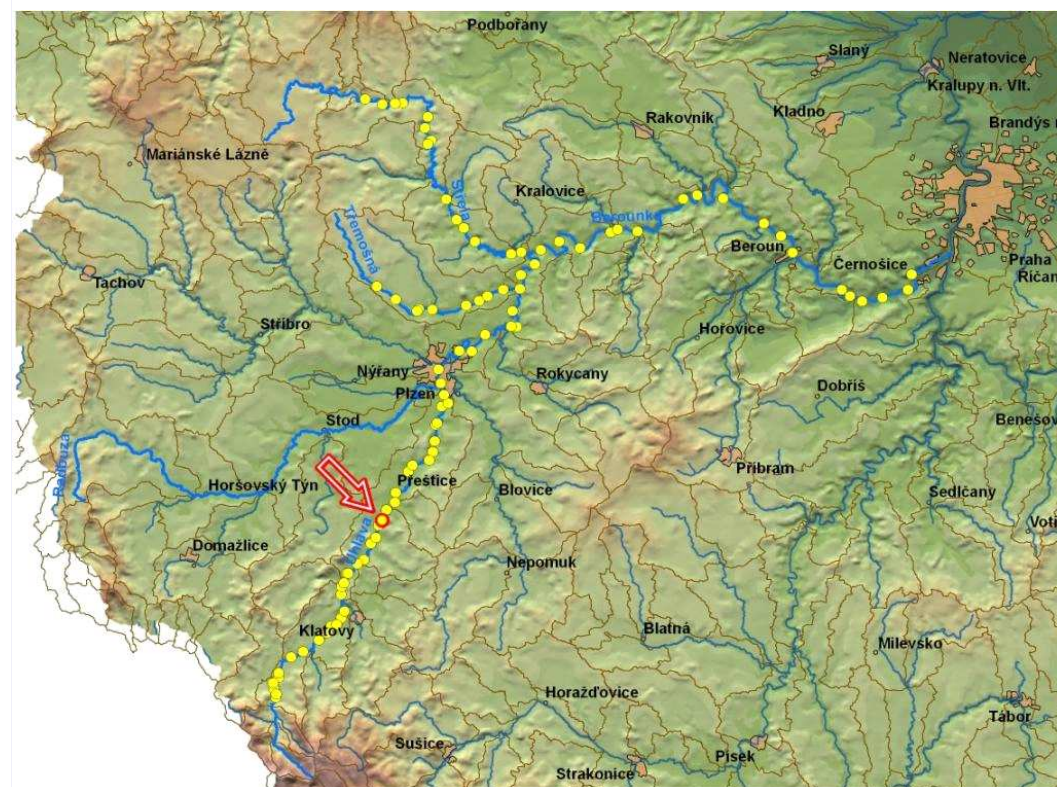 Podbořany
Slaný
Neratovice
Kralupy n. Vlt.
Kladno
Rakovník
Brandýs n
Mariánské Lázně
Kralovice
Střela
Berounka
Třemošná
Beroun
Černošice
Praha
Říčan
Tachov
Stříbro
Hořovice
Nýřany
Rokycany
Dobříš
Plzeň
Stod
Benešov
Radbuza
Příbram
Horšovský Týn
Přeštice
Blovice
Sedlčany
Voti
Úhlava
Domažlice
Nepomuk
Klatovy
Blatná
Milevsko
Horažďovice
Tábor
Sušice
Písek
Strakonice